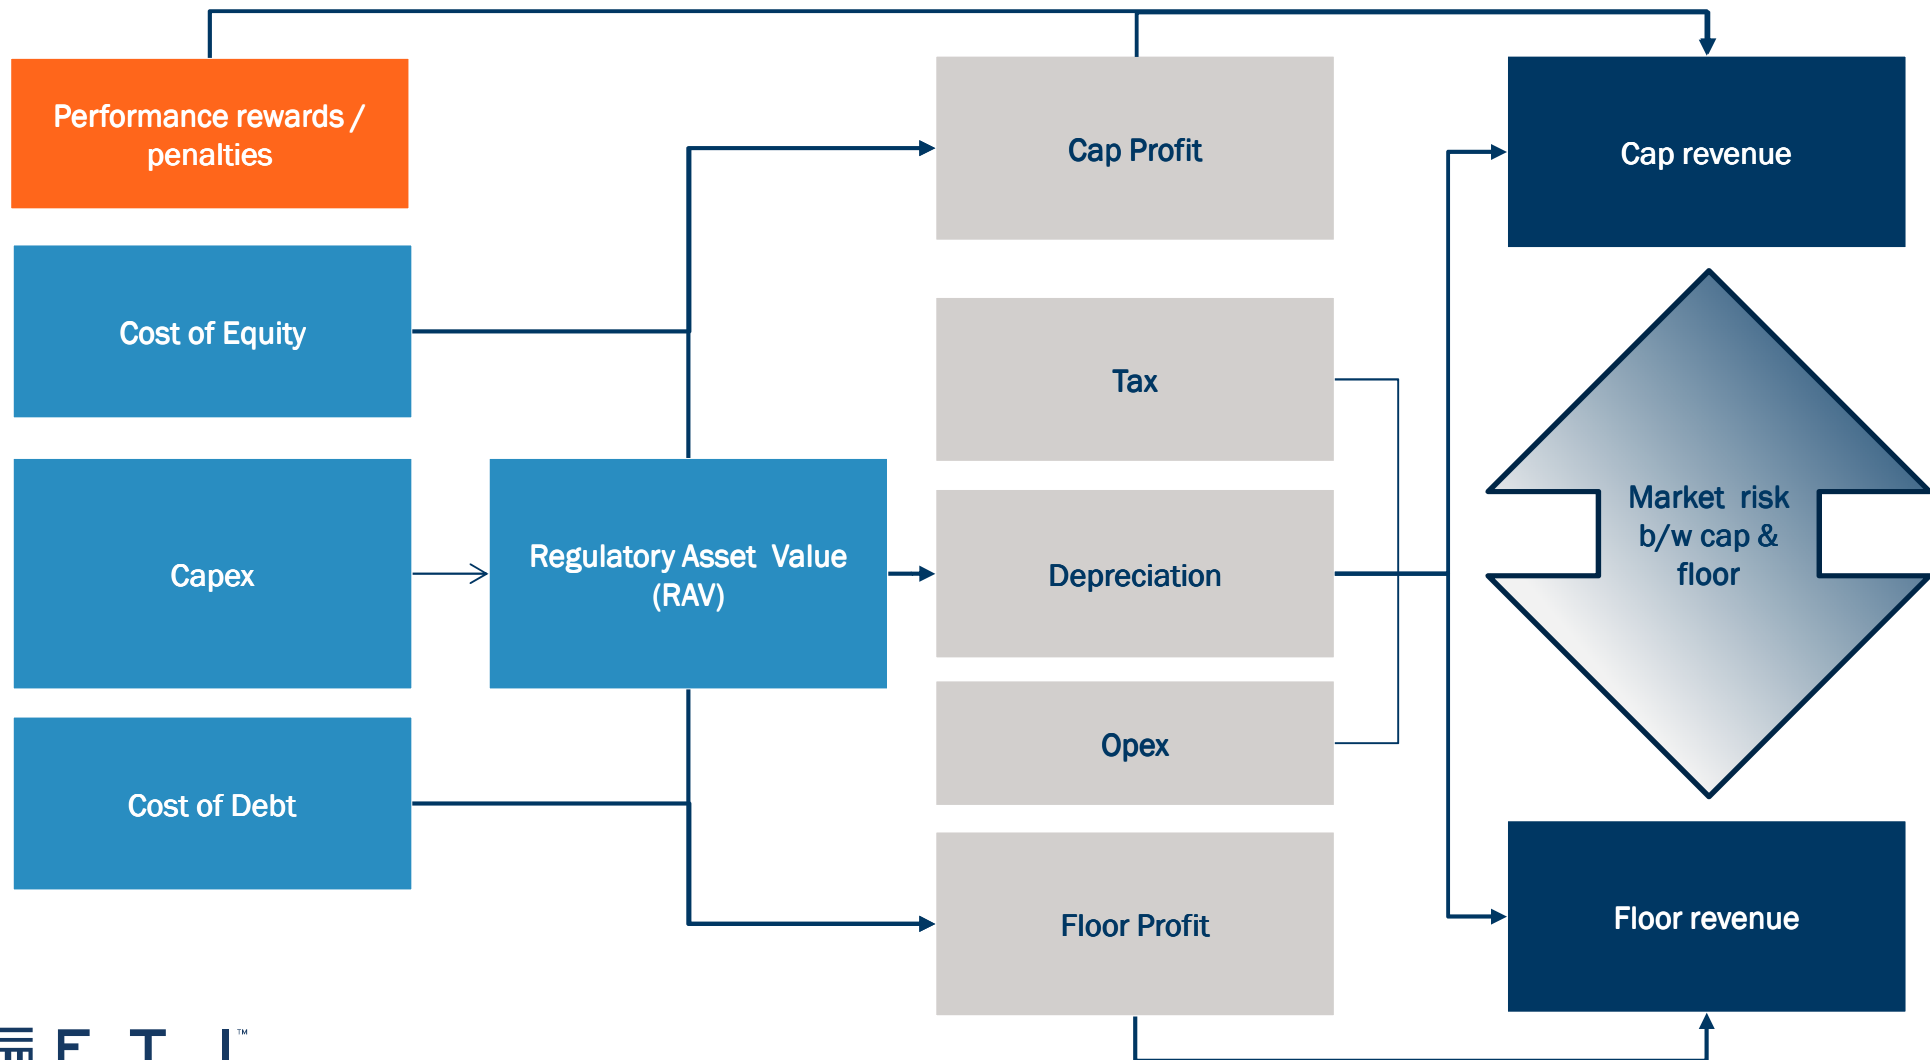 Performance rewards /
penalties
Cap Profit
Cap revenue
Cost of Equity
Tax
Capex
Regulatory Asset Value
(RAV)
Depreciation
Market risk
b/w cap &
floor
Opex
Cost of Debt
Floor Profit
Floor revenue
F T I™